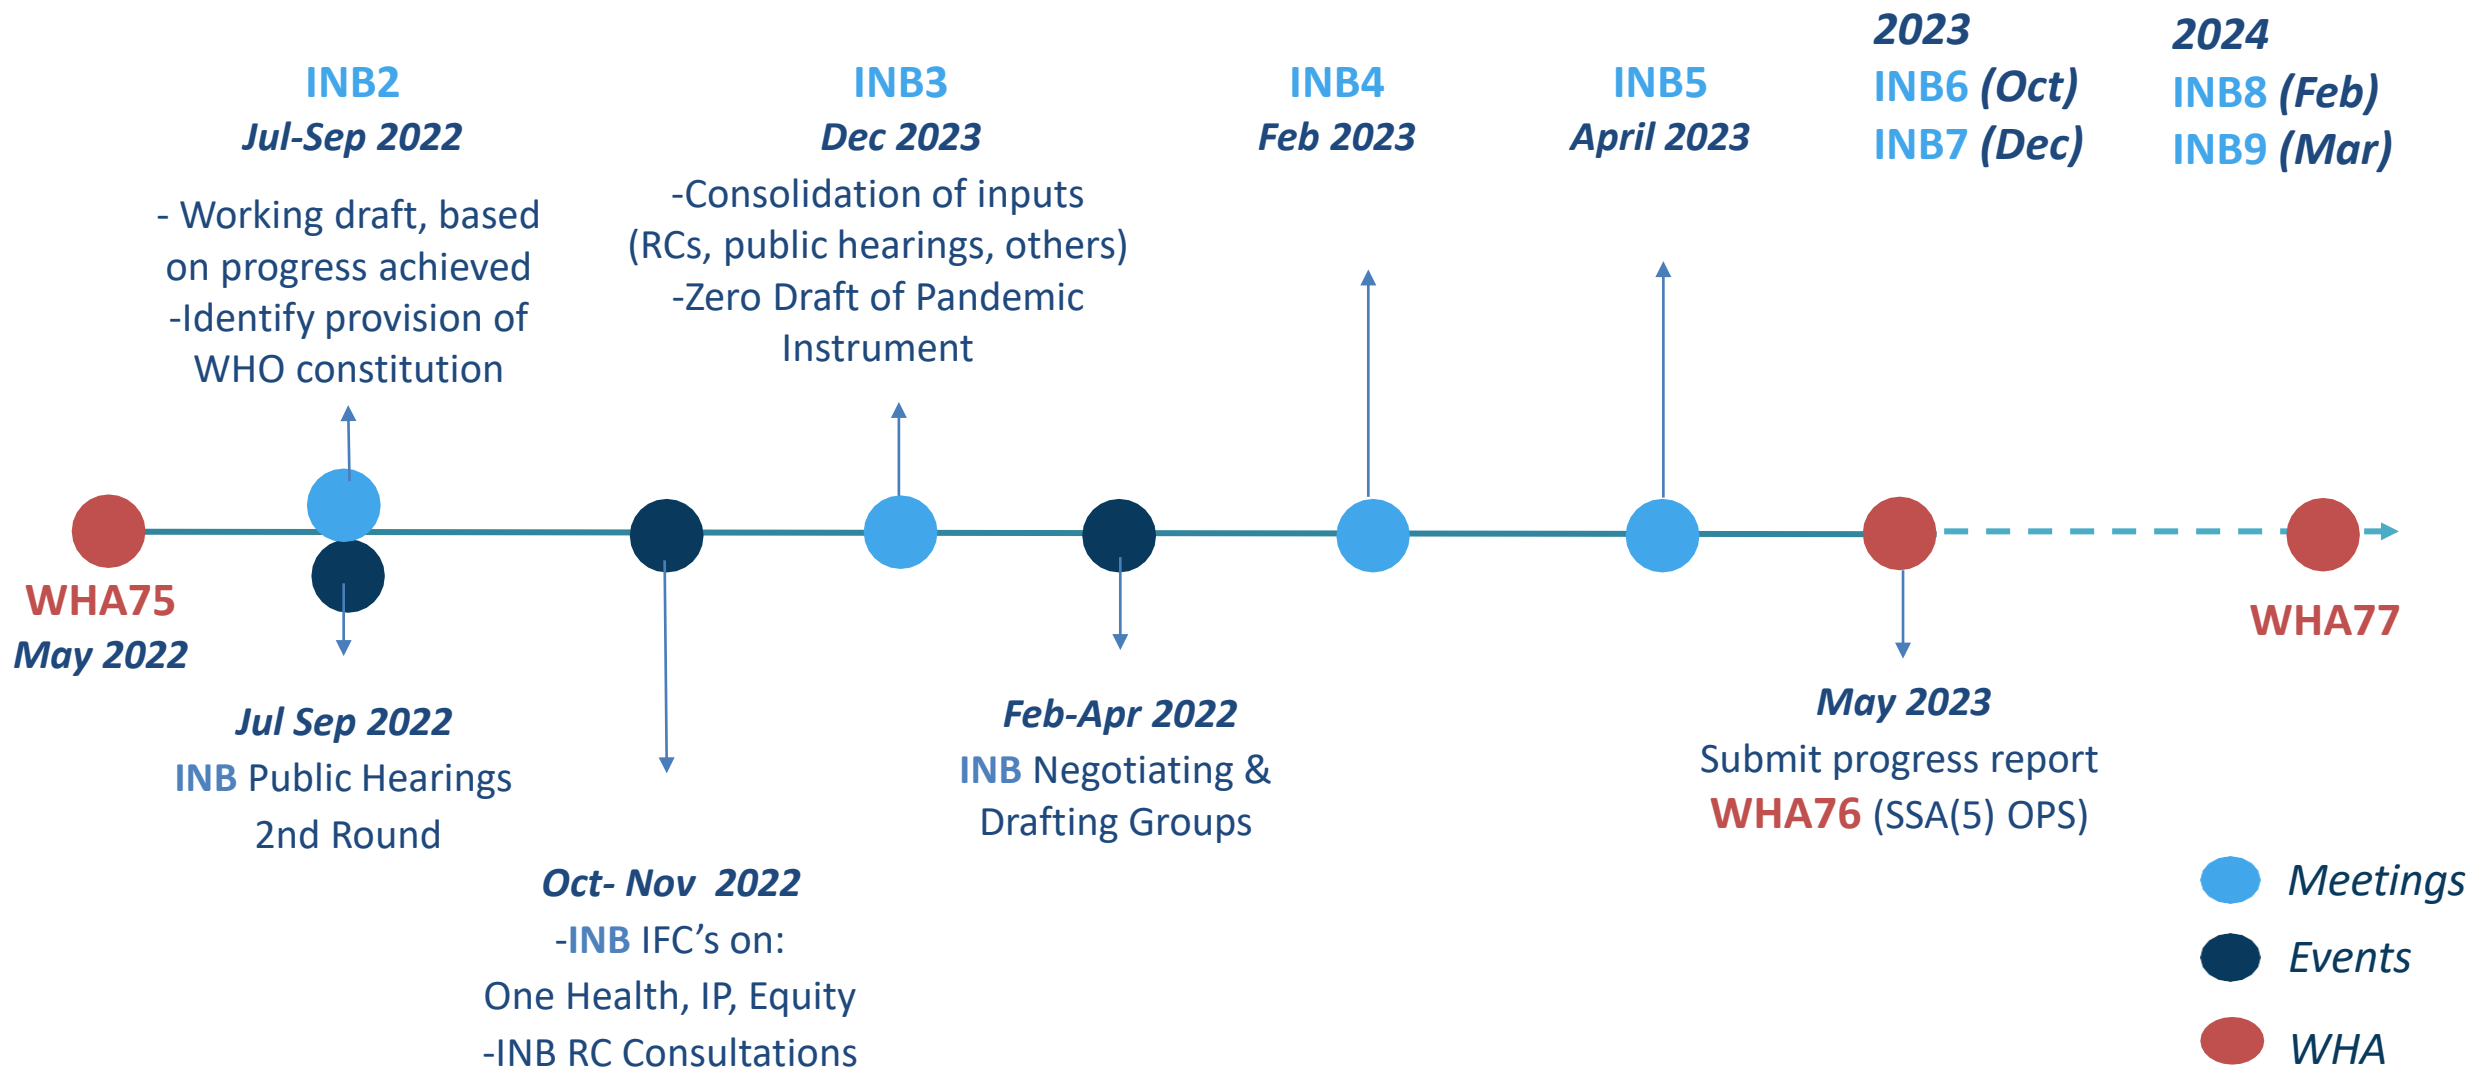 INB2
Jul-Sep 2022
- Working draft, based
on progress achieved
-Identify provision of
WHO constitution
INB3
Dec 2023
-Consolidation of inputs
(RCs, public hearings, others)
-Zero Draft of Pandemic
Instrument
INB4
Feb 2023
INB5
April 2023
2023
INB6 (Oct)
INB7 (Dec)
2024
INB8 (Feb)
INB9 (Mar)
WHA75
May 2022
Jul Sep 2022
INB Public Hearings
2nd Round
Oct- Nov 2022
-INB IFC’s on:
One Health, IP, Equity
-INB RC Consultations
Feb-Apr 2022
INB Negotiating &
Drafting Groups
May 2023
Submit progress report
WHA76 (SSA(5) OPS)
WHA77
Meetings
Events
WHA